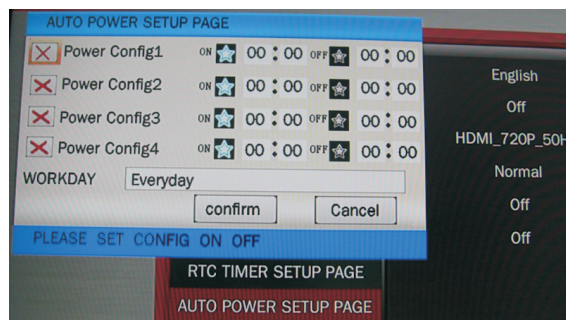 AUTO POWER SETUP PAGE
Power Config1 ON 00 : 00 OFF 00 : 00
Power Config2 ON 00 : 00 OFF 00 : 00
Power Config3 ON 00 : 00 OFF 00 : 00
Power Config4 ON 00 : 00 OFF 00 : 00
WORKDAY Everyday
confirm Cancel
PLEASE SET CONFIG ON OFF
English
Off
HDMI_720P_50H
Normal
Off
Off
RTC TIMER SETUP PAGE
AUTO POWER SETUP PAGE